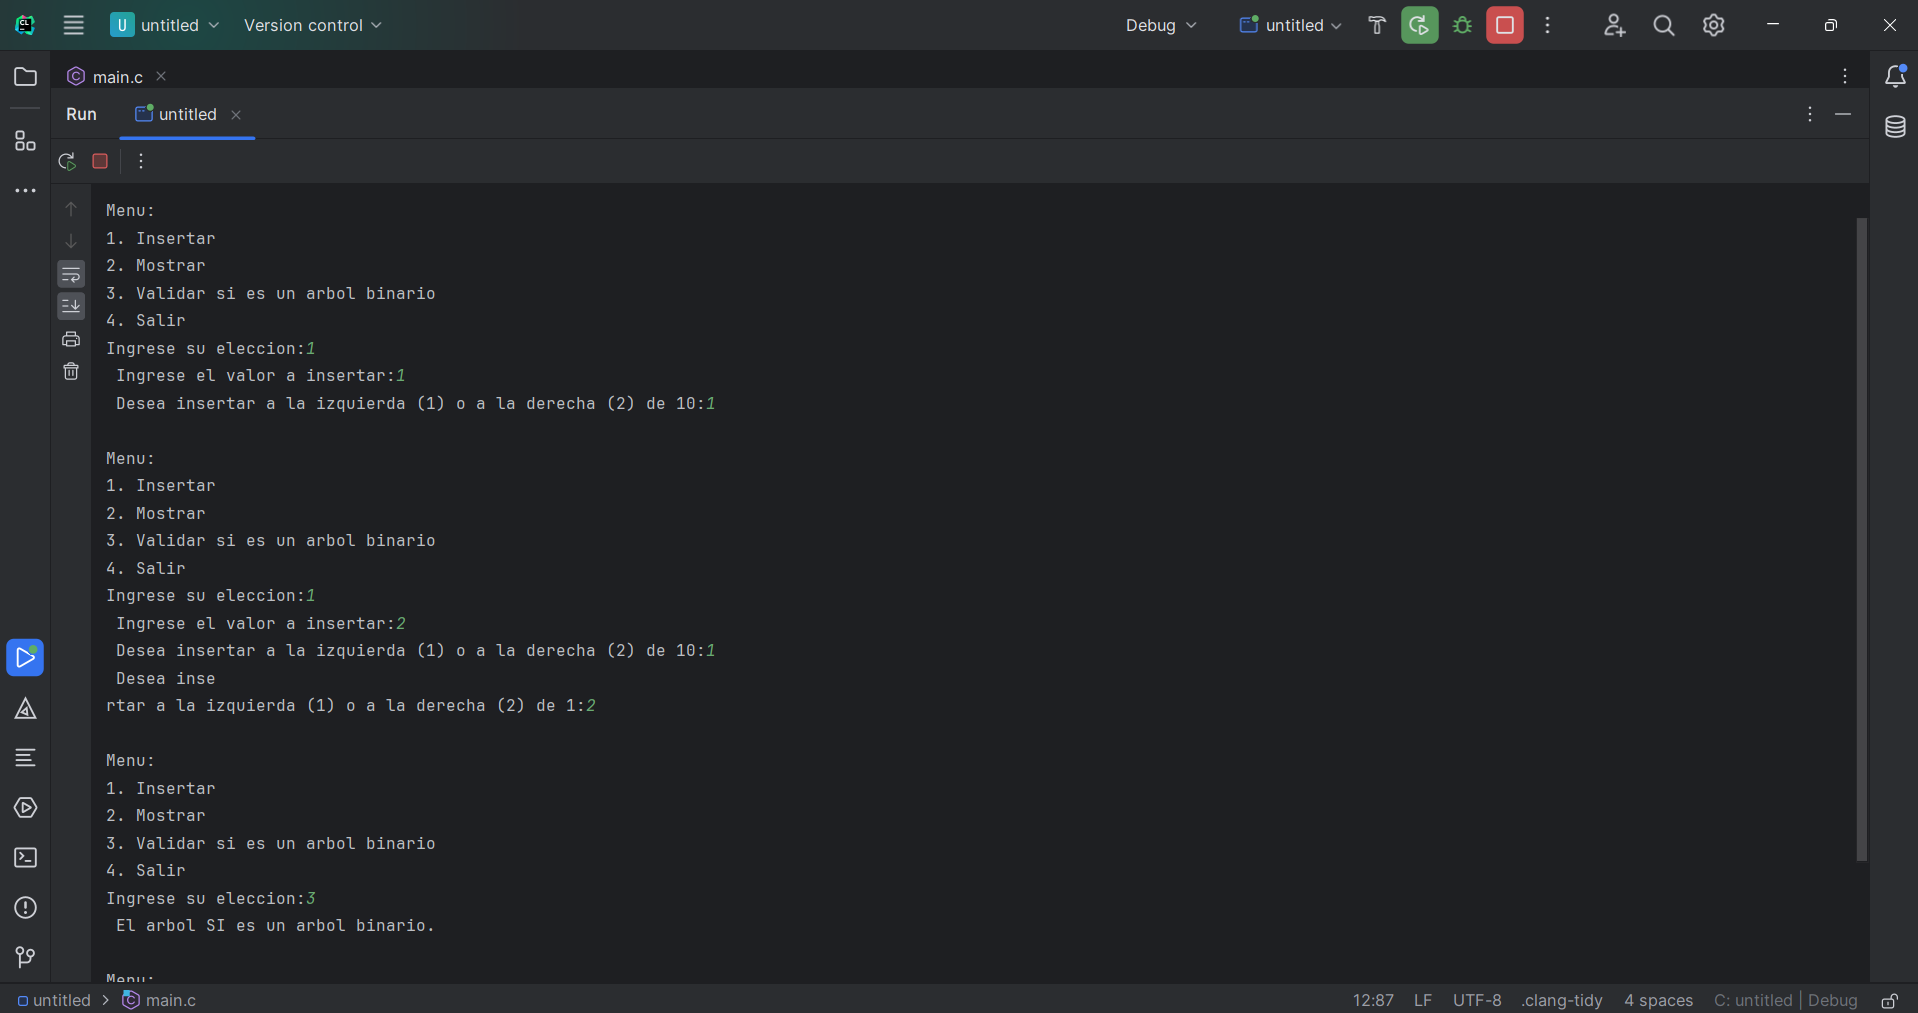 U untitled Version control Debug untitled
main.c
Run untitled
Menu:
1. Insertar
2. Mostrar
3. Validar si es un arbol binario
4. Salir
Ingrese su eleccion:1
Ingrese el valor a insertar:1
Desea insertar a la izquierda (1) o a la derecha (2) de 10:1
Menu:
1. Insertar
2. Mostrar
3. Validar si es un arbol binario
4. Salir
Ingrese su eleccion:1
Ingrese el valor a insertar:2
Desea insertar a la izquierda (1) o a la derecha (2) de 10:1
Desea inse
rtar a la izquierda (1) o a la derecha (2) de 1:2
Menu:
1. Insertar
2. Mostrar
3. Validar si es un arbol binario
4. Salir
Ingrese su eleccion:3
El arbol SI es un arbol binario.
Menu:
untitled > main.c 12:87 LF UTF-8 .clang-tidy 4 spaces C: untitled | Debug